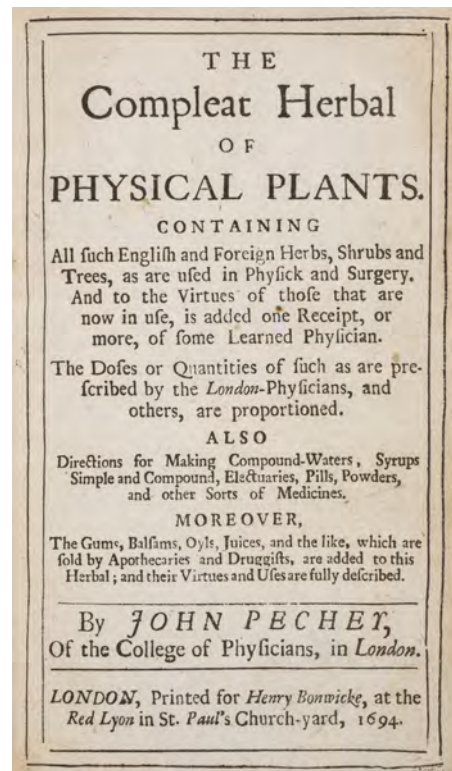 THE
Compleat Herbal
OF
PHYSICAL PLANTS.
CONTAINING
All ſuch Engliſh and Foreign Herbs, Shrubs and
Trees, as are uſed in Phyſick and Surgery.
And to the Virtues of thoſe that are
now in uſe, is added one Receipt, or
more, of ſome Learned Phyſician.
The Doſes or Quantities of ſuch as are pre-
ſcribed by the London-Phyſicians, and
others, are proportioned.
ALSO
Directions for Making Compound-Waters, Syrups
Simple and Compound, Electuaries, Pills, Powders,
and other Sorts of Medicines.
MOREOVER,
The Gums, Balſams, Oyls, Juices, and the like, which are
ſold by Apothecaries and Druggiſts, are added to this
Herbal; and their Virtues and Uſes are fully deſcribed.
By JOHN PECHEY,
Of the College of Phyſicians, in London.
LONDON, Printed for Henry Bonwicke, at the
Red Lyon in St. Paul's Church-yard, 1694.